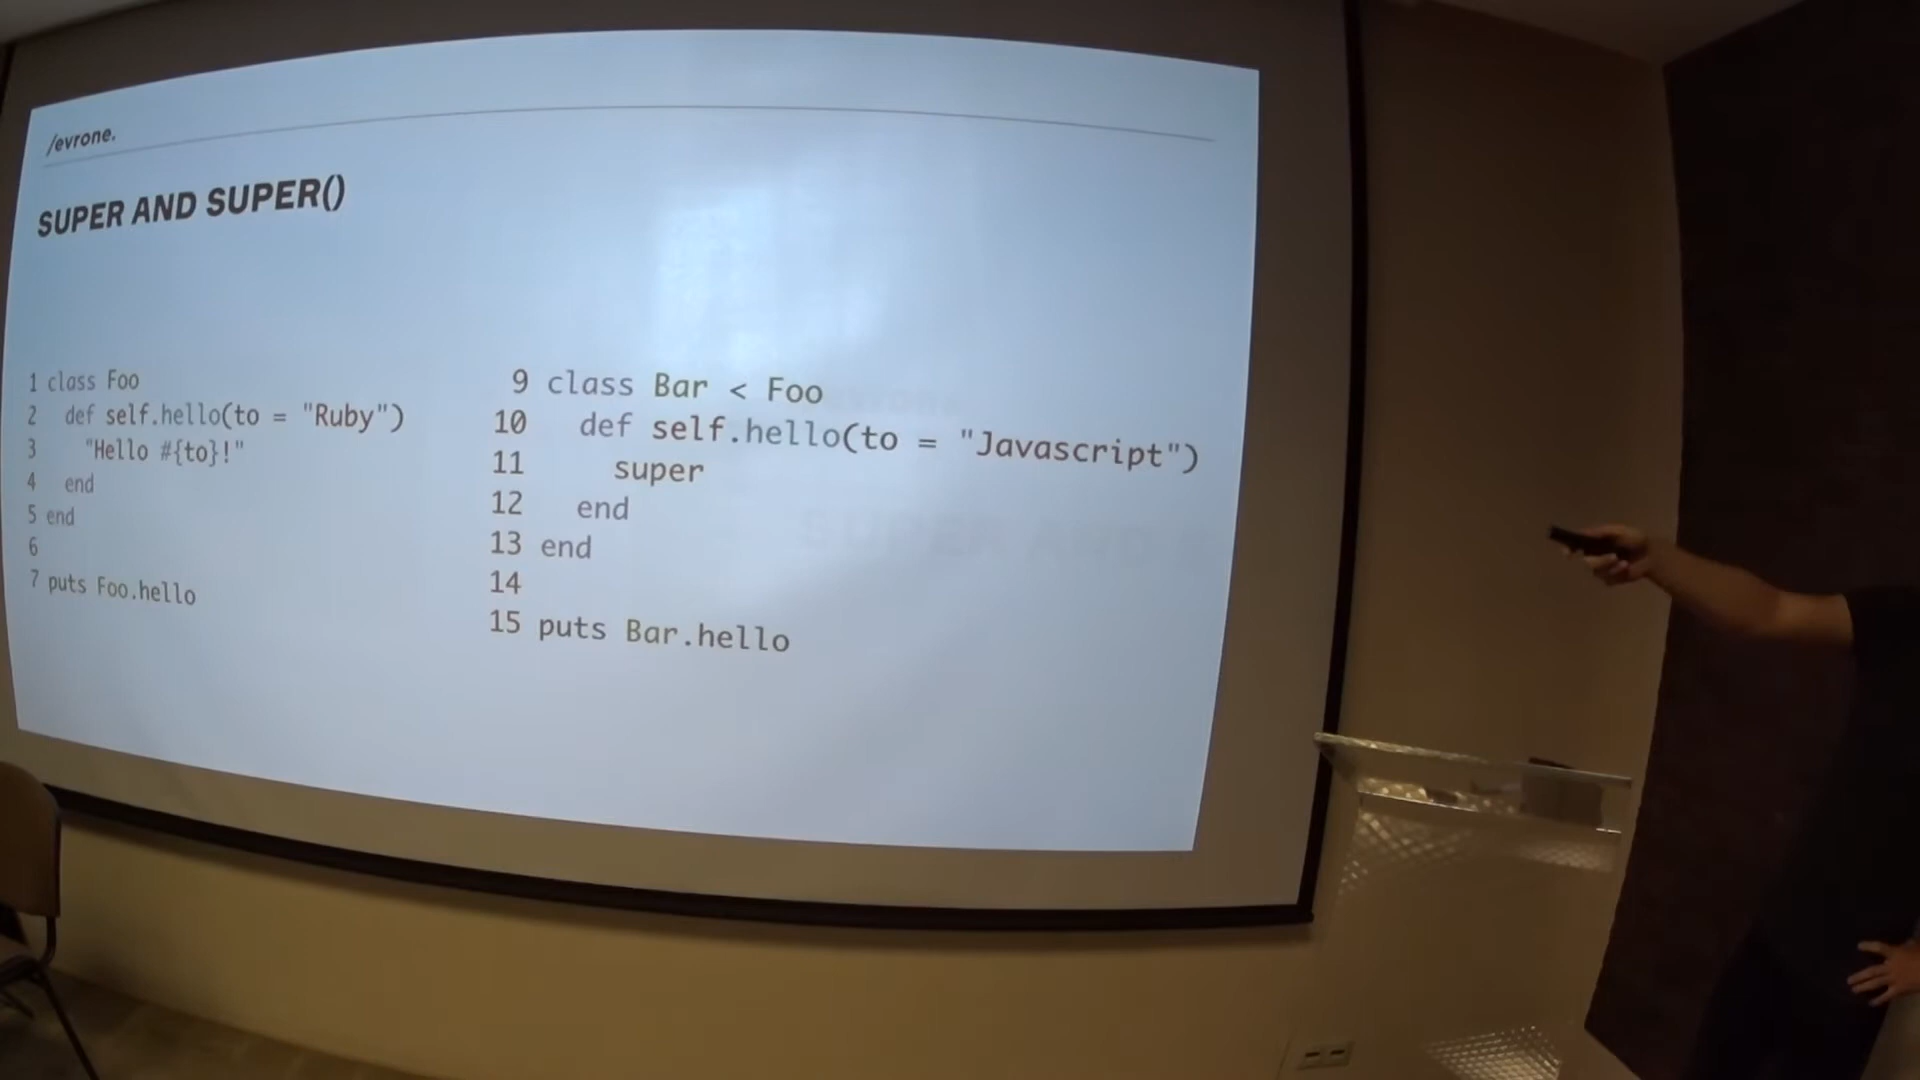 /evrone.
SUPER AND SUPER()
1 class Foo
2 def self.hello(to = "Ruby")
3 "Hello #{to}!"
4 end
5 end
6
7 puts Foo.hello
9 class Bar < Foo
10 def self.hello(to = "Javascript")
11 super
12 end
13 end
14
15 puts Bar.hello